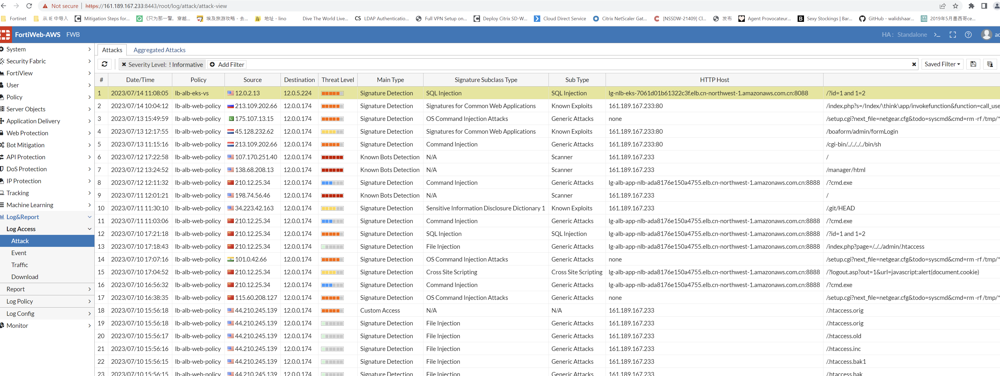 Not secure | https://161.189.167.233:8443/root/log/attack/attack-view
Fortinet 从 IE 中导入 Mitigation Steps for... 《只为那一瞥，穿越... 埃及旅游攻略 - 去... 地址 - lino Dive The World Live... LDAP Authenticatio... Full VPN Setup on... Deploy Citrix SD-W... Cloud Direct Service Citrix NetScaler Gat... [NSSDW-21409] Cl... 发布 Agent Provocateur... Sexy Stockings | Bar... GitHub - walidshaar... 2019年5月墨西哥ce...
FortiWeb-AWS FWB HA : Standalone >_ ad
System
Security Fabric
FortiView
User
Policy
Server Objects
Application Delivery
Web Protection
Bot Mitigation
API Protection
DoS Protection
IP Protection
Tracking
Machine Learning
Log&Report
Log Access
Attack
Event
Traffic
Download
Report
Log Policy
Log Config
Monitor
Attacks Aggregated Attacks
Severity Level: ! Informative Add Filter Saved Filter
# Date/Time Policy Source Destination Threat Level Main Type Signature Subclass Type Sub Type HTTP Host
1 2023/07/14 11:08:05 lb-alb-eks-vs 12.0.2.13 12.0.5.224 Signature Detection SQL Injection SQL Injection lg-nlb-eks-7061d01b61322c3f.elb.cn-northwest-1.amazonaws.com.cn:8088 /?id=1 and 1=2
2 2023/07/14 10:04:12 lb-alb-web-policy 213.109.202.66 12.0.0.174 Signature Detection Signatures for Common Web Applications Known Exploits 161.189.167.233:80 /index.php?s=/Index/\think\app/invokefunction&function=call_use
3 2023/07/13 15:49:59 lb-alb-web-policy 175.107.13.15 12.0.0.174 Signature Detection OS Command Injection Attacks Generic Attacks none /setup.cgi?next_file=netgear.cfg&todo=syscmd&cmd=rm -rf /tmp/*
4 2023/07/13 12:17:55 lb-alb-web-policy 45.128.232.62 12.0.0.174 Signature Detection Signatures for Common Web Applications Known Exploits 161.189.167.233:80 /boaform/admin/formLogin
5 2023/07/13 11:15:16 lb-alb-web-policy 213.109.202.66 12.0.0.174 Signature Detection Command Injection Generic Attacks 161.189.167.233:80 /cgi-bin/../../../../bin/sh
6 2023/07/12 17:22:58 lb-alb-web-policy 107.170.251.40 12.0.0.174 Known Bots Detection N/A Scanner 161.189.167.233 /
7 2023/07/12 13:24:52 lb-alb-web-policy 138.68.208.13 12.0.0.174 Known Bots Detection N/A Scanner 161.189.167.233 /manager/html
8 2023/07/12 12:11:32 lb-alb-web-policy 210.12.25.34 12.0.0.174 Signature Detection Command Injection Generic Attacks lg-alb-app-nlb-ada8176e150a4755.elb.cn-northwest-1.amazonaws.com.cn:8888 /?cmd.exe
9 2023/07/11 12:01:21 lb-alb-web-policy 198.74.56.46 12.0.0.174 Known Bots Detection N/A Scanner 161.189.167.233 /
10 2023/07/11 11:30:10 lb-alb-web-policy 34.223.42.163 12.0.0.174 Signature Detection Sensitive Information Disclosure Dictionary 1 Known Exploits 161.189.167.233 /.git/HEAD
11 2023/07/11 11:03:06 lb-alb-web-policy 210.12.25.34 12.0.0.174 Signature Detection Command Injection Generic Attacks lg-alb-app-nlb-ada8176e150a4755.elb.cn-northwest-1.amazonaws.com.cn:8888 /?cmd.exe
12 2023/07/10 17:21:18 lb-alb-web-policy 210.12.25.34 12.0.0.174 Signature Detection SQL Injection SQL Injection lg-alb-app-nlb-ada8176e150a4755.elb.cn-northwest-1.amazonaws.com.cn:8888 /?id=1 and 1=2
13 2023/07/10 17:18:43 lb-alb-web-policy 210.12.25.34 12.0.0.174 Signature Detection File Injection Generic Attacks lg-alb-app-nlb-ada8176e150a4755.elb.cn-northwest-1.amazonaws.com.cn:8888 /index.php?page=/../../admin/.htaccess
14 2023/07/10 17:07:16 lb-alb-web-policy 101.0.42.66 12.0.0.174 Signature Detection OS Command Injection Attacks Generic Attacks none /setup.cgi?next_file=netgear.cfg&todo=syscmd&cmd=rm -rf /tmp/*
15 2023/07/10 17:04:52 lb-alb-web-policy 210.12.25.34 12.0.0.174 Signature Detection Cross Site Scripting Cross Site Scripting lg-alb-app-nlb-ada8176e150a4755.elb.cn-northwest-1.amazonaws.com.cn:8888 /?logout.asp?out=1&url=javascript:alert(document.cookie)
16 2023/07/10 16:56:32 lb-alb-web-policy 210.12.25.34 12.0.0.174 Signature Detection Command Injection Generic Attacks lg-alb-app-nlb-ada8176e150a4755.elb.cn-northwest-1.amazonaws.com.cn:8888 /?cmd.exe
17 2023/07/10 16:38:35 lb-alb-web-policy 115.60.208.127 12.0.0.174 Signature Detection OS Command Injection Attacks Generic Attacks none /setup.cgi?next_file=netgear.cfg&todo=syscmd&cmd=rm -rf /tmp/*
18 2023/07/10 15:56:18 lb-alb-web-policy 44.210.245.139 12.0.0.174 Custom Access N/A N/A 161.189.167.233 /.htaccess.orig
19 2023/07/10 15:56:18 lb-alb-web-policy 44.210.245.139 12.0.0.174 Signature Detection File Injection Generic Attacks 161.189.167.233 /.htaccess.orig
20 2023/07/10 15:56:17 lb-alb-web-policy 44.210.245.139 12.0.0.174 Signature Detection File Injection Generic Attacks 161.189.167.233 /.htaccess.old
21 2023/07/10 15:56:16 lb-alb-web-policy 44.210.245.139 12.0.0.174 Signature Detection File Injection Generic Attacks 161.189.167.233 /.htaccess.inc
22 2023/07/10 15:56:15 lb-alb-web-policy 44.210.245.139 12.0.0.174 Signature Detection File Injection Generic Attacks 161.189.167.233 /.htaccess.bak1
23 2023/07/10 15:56:15 lb-alb-web-policy 44.210.245.139 12.0.0.174 Signature Detection File Injection Generic Attacks 161.189.167.233 /.htaccess.bak